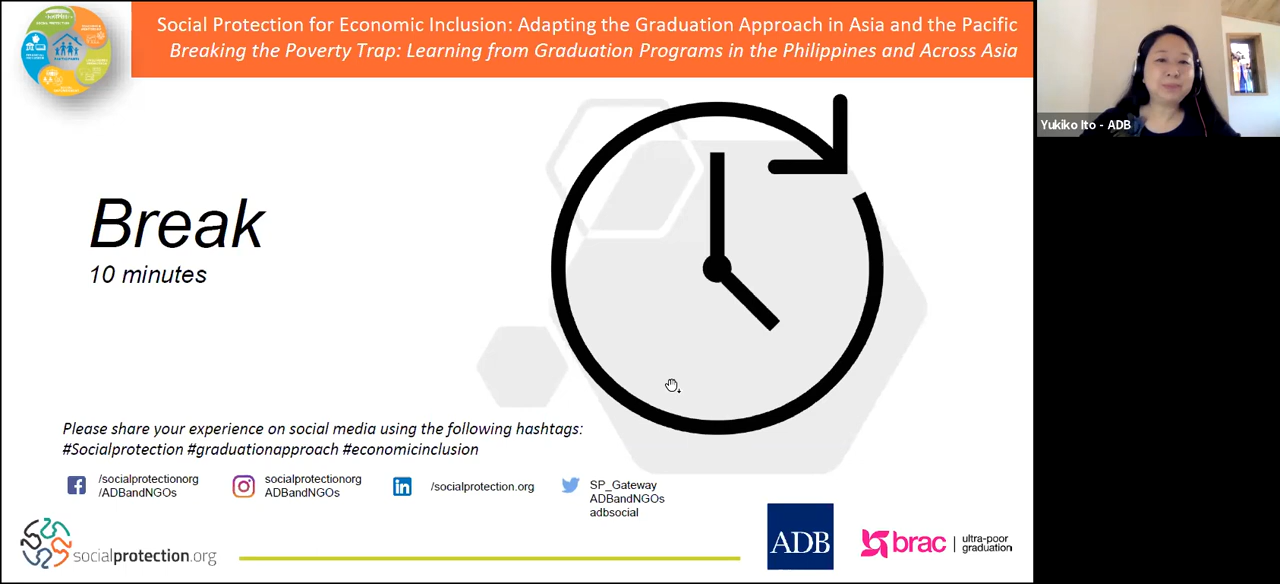 Social Protection for Economic Inclusion: Adapting the Graduation Approach in Asia and the Pacific
Breaking the Poverty Trap: Learning from Graduation Programs in the Philippines and Across Asia
Yukiko Ito - ADB
Break
10 minutes
Please share your experience on social media using the following hashtags:
#Socialprotection #graduationapproach #economicinclusion
/socialprotectionorg
/ADBandNGOs
socialprotectionorg
ADBandNGOs
/socialprotection.org
SP_Gateway
ADBandNGOs
adbsocial
socialprotection.org
ADB
brac
ultra-poor
graduation